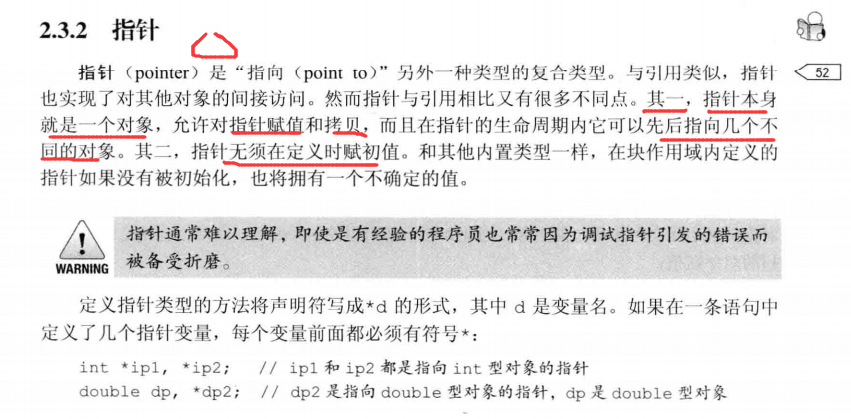 2.3.2 指针
指针（pointer）是“指向（point to）”另外一种类型的复合类型。与引用类似，指针
52
也实现了对其他对象的间接访问。然而指针与引用相比又有很多不同点。其一，指针本身
就是一个对象，允许对指针赋值和拷贝，而且在指针的生命周期内它可以先后指向几个不
同的对象。其二，指针无须在定义时赋初值。和其他内置类型一样，在块作用域内定义的
指针如果没有被初始化，也将拥有一个不确定的值。
指针通常难以理解，即使是有经验的程序员也常常因为调试指针引发的错误而
WARNING
被备受折磨。
定义指针类型的方法将声明符写成*d 的形式，其中 d 是变量名。如果在一条语句中
定义了几个指针变量，每个变量前面都必须有符号*：
int *ip1, *ip2; // ip1 和 ip2 都是指向 int 型对象的指针
double dp, *dp2; // dp2 是指向 double 型对象的指针，dp 是 double 型对象